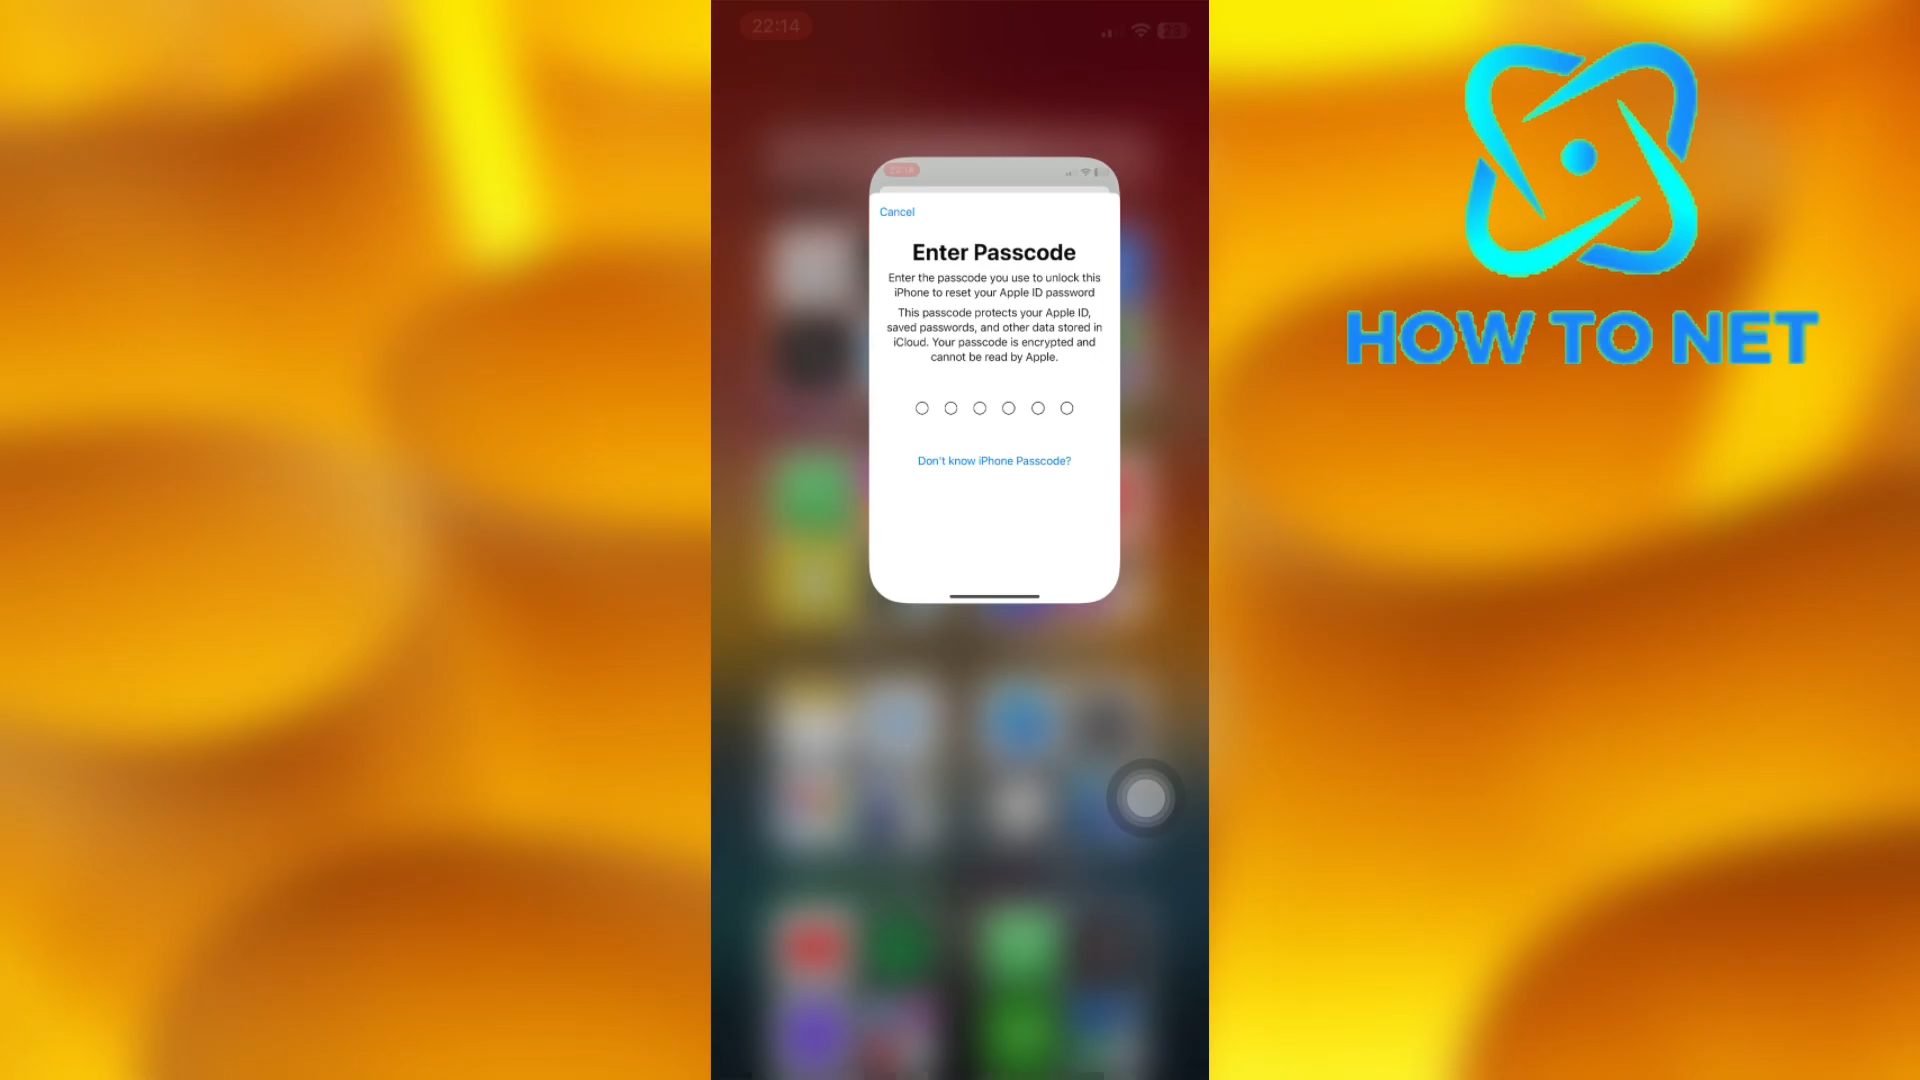 22:14
22:14
Cancel
Enter Passcode
Enter the passcode you use to unlock this
iPhone to reset your Apple ID password
This passcode protects your Apple ID,
saved passwords, and other data stored in
iCloud. Your passcode is encrypted and
cannot be read by Apple.
Don't know iPhone Passcode?
HOW TO NET